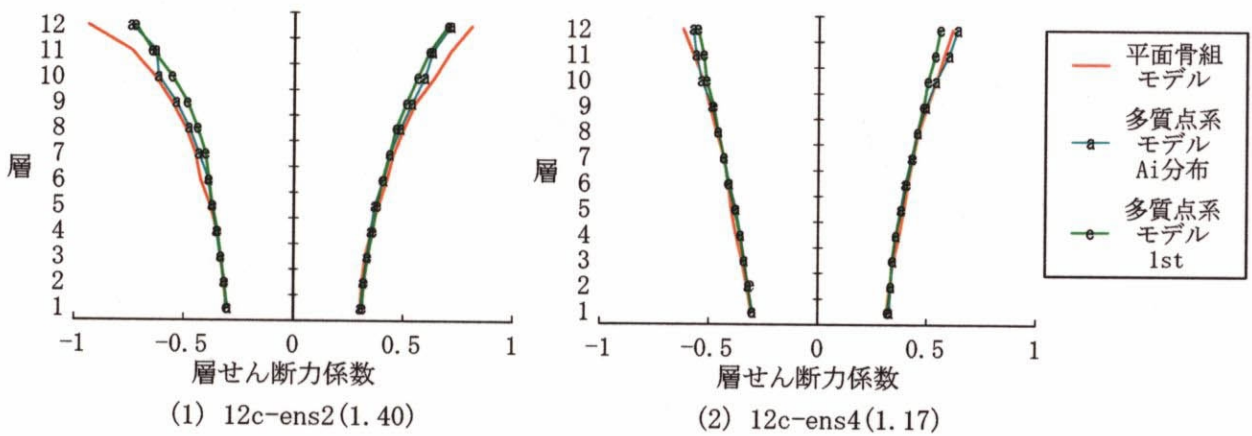 層
12
11
10
9
8
7
6
5
4
3
2
1
-1
-0.5
0
0.5
1
層せん断力係数
(1) 12c-ens2(1.40)
層
12
11
10
9
8
7
6
5
4
3
2
1
-1
-0.5
0
0.5
1
層せん断力係数
(2) 12c-ens4(1.17)
平面骨組
モデル
a
多質点系
モデル
Ai分布
e
多質点系
モデル
1st